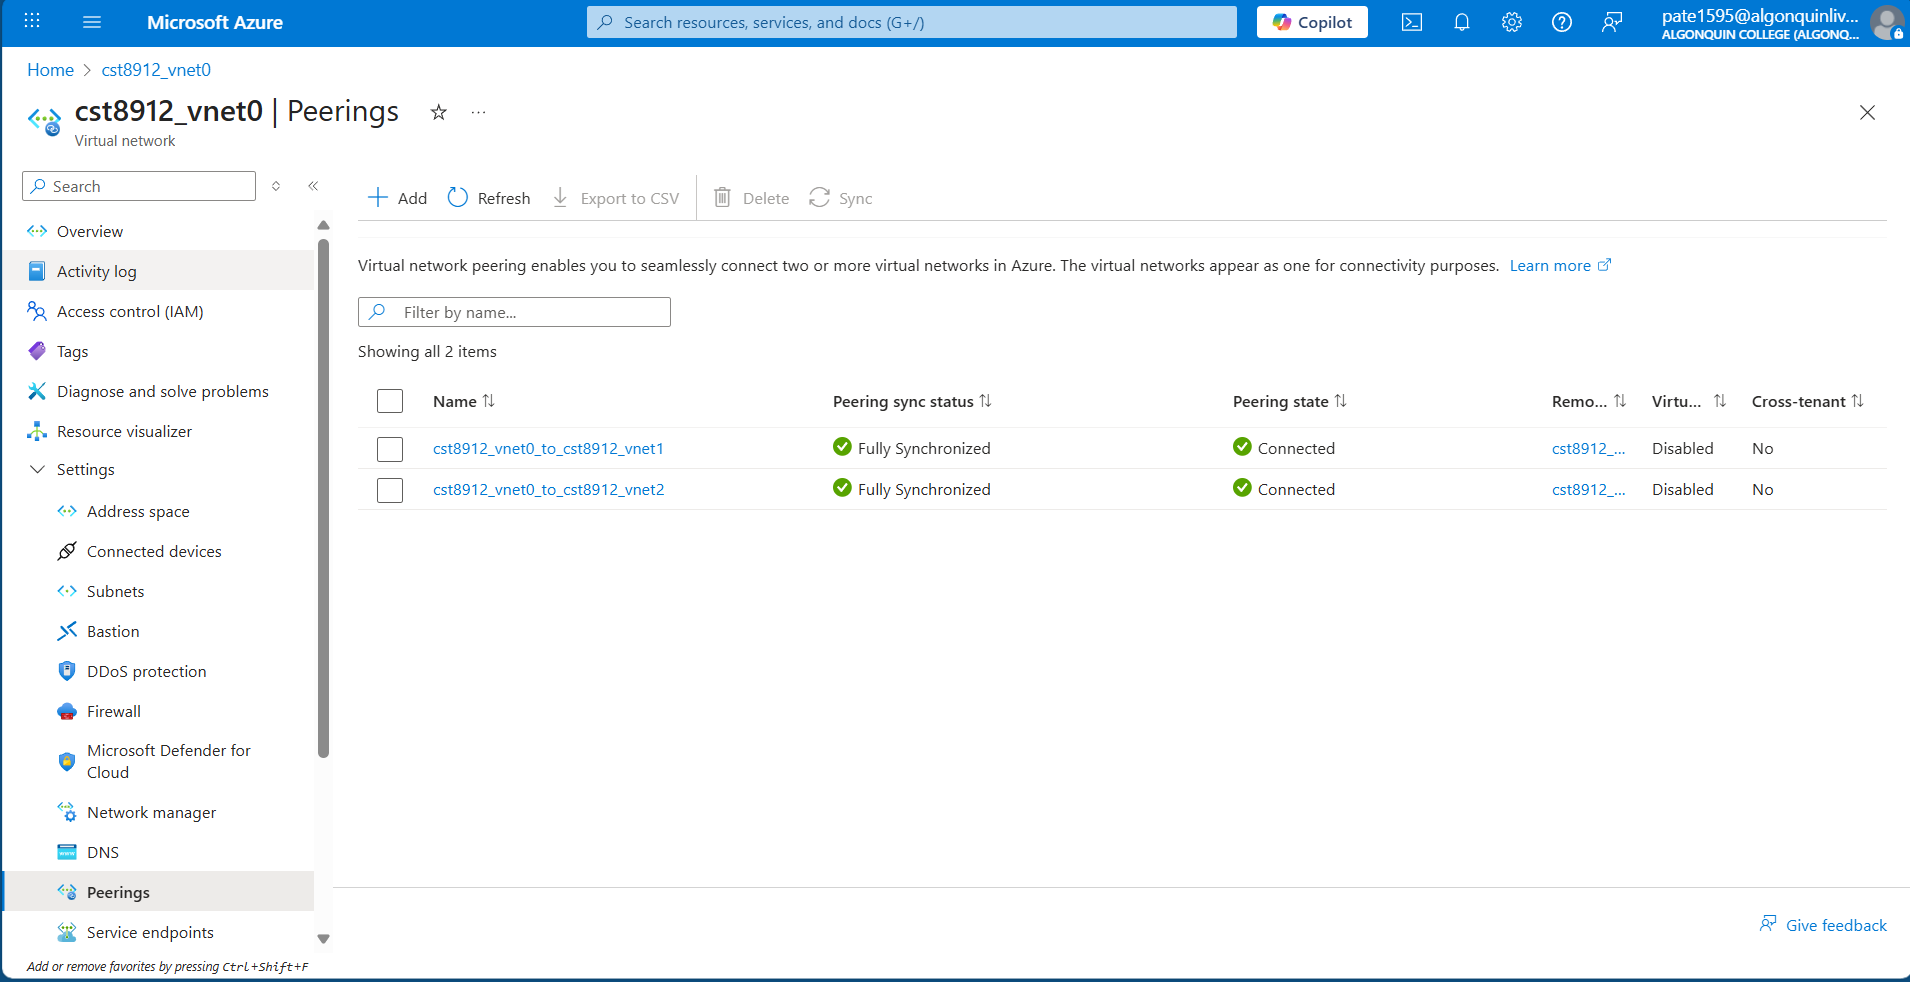 Microsoft Azure
Search resources, services, and docs (G+/)
Copilot
pate1595@algonquinliv...
ALGONQUIN COLLEGE (ALGONQ...
Home > cst8912_vnet0
cst8912_vnet0 | Peerings
Virtual network
Search
Overview
Activity log
Access control (IAM)
Tags
Diagnose and solve problems
Resource visualizer
Settings
Address space
Connected devices
Subnets
Bastion
DDoS protection
Firewall
Microsoft Defender for
Cloud
Network manager
DNS
Peerings
Service endpoints
Add or remove favorites by pressing Ctrl+Shift+F
Add Refresh Export to CSV Delete Sync
Virtual network peering enables you to seamlessly connect two or more virtual networks in Azure. The virtual networks appear as one for connectivity purposes. Learn more
Filter by name...
Showing all 2 items
Name Peering sync status Peering state Remo... Virtu... Cross-tenant
cst8912_vnet0_to_cst8912_vnet1 Fully Synchronized Connected cst8912_... Disabled No
cst8912_vnet0_to_cst8912_vnet2 Fully Synchronized Connected cst8912_... Disabled No
Give feedback